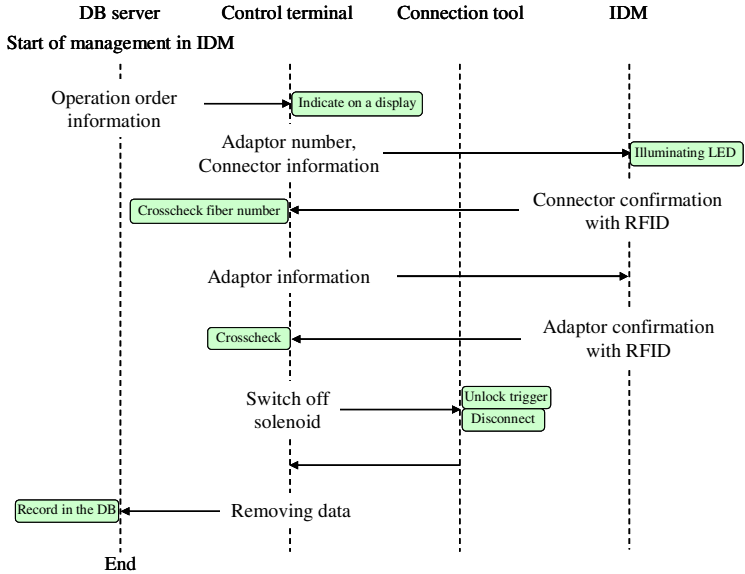 DB server
Control terminal
Connection tool
IDM
Start of management in IDM
Operation order
information
Indicate on a display
Adaptor number,
Connector information
Illuminating LED
Crosscheck fiber number
Connector confirmation
with RFID
Adaptor information
Crosscheck
Adaptor confirmation
with RFID
Switch off
solenoid
Unlock trigger
Disconnect
Record in the DB
Removing data
End